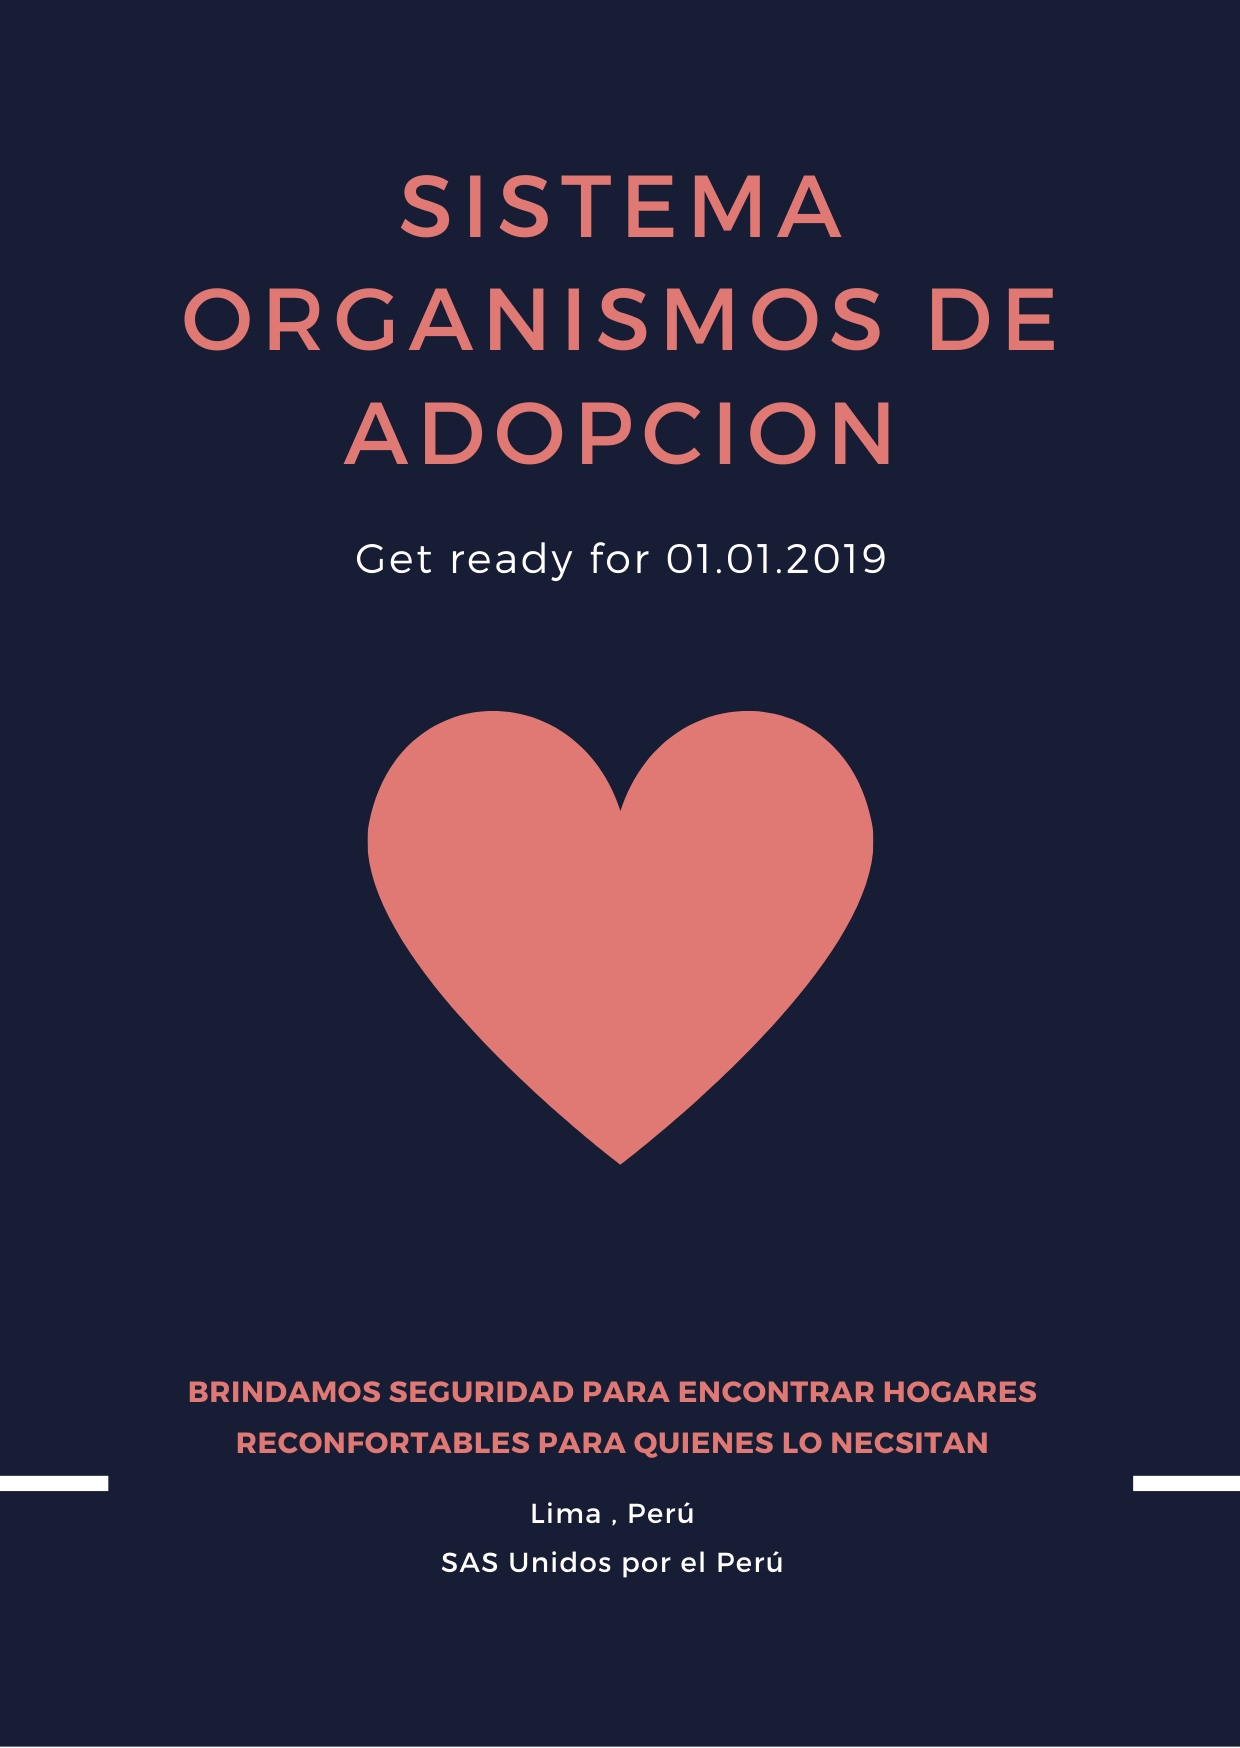 SISTEMA
ORGANISMOS DE
ADOPCION
Get ready for 01.01.2019
BRINDAMOS SEGURIDAD PARA ENCONTRAR HOGARES
RECONFORTABLES PARA QUIENES LO NECSITAN
Lima , Perú
SAS Unidos por el Perú